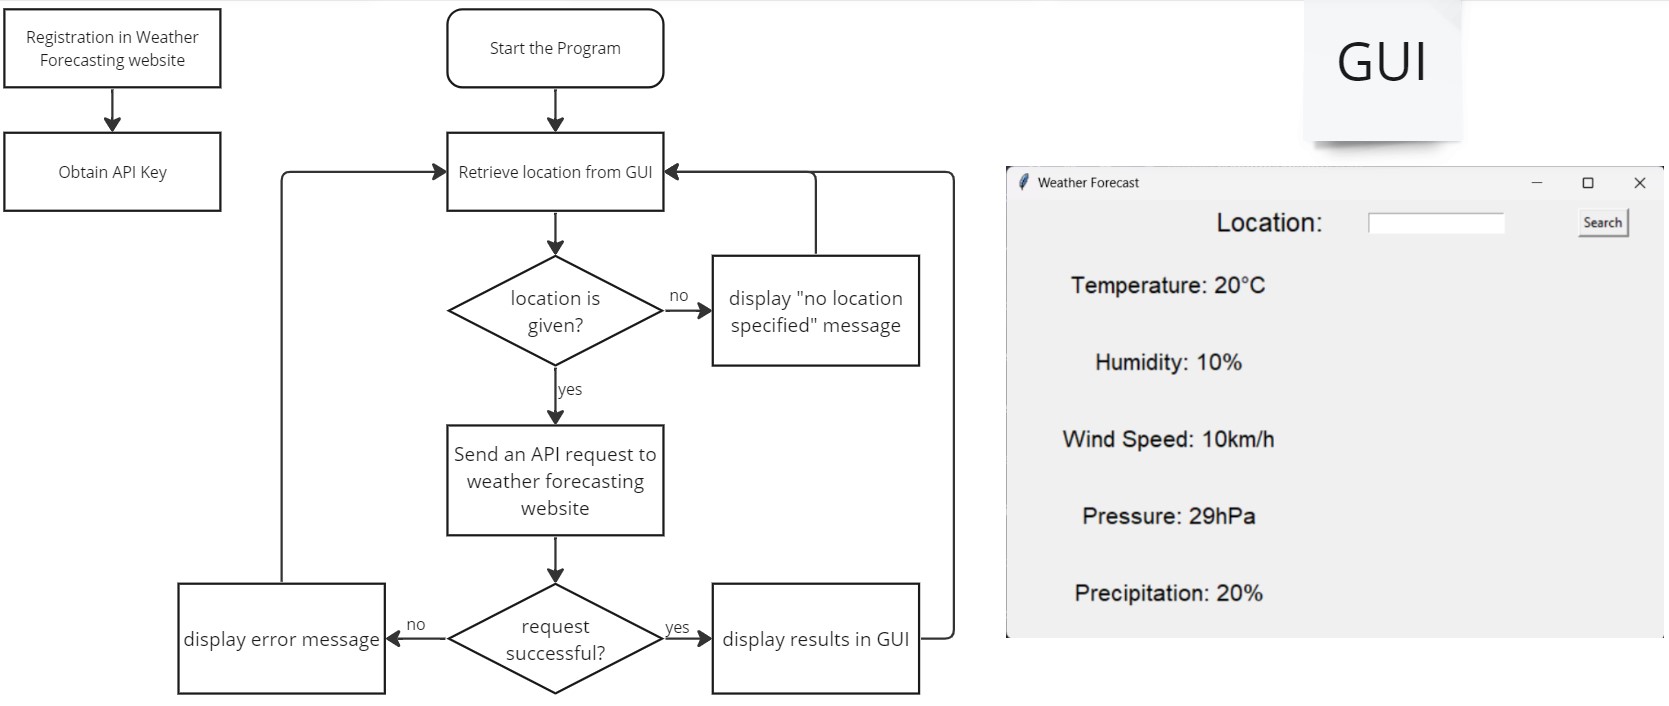 Registration in Weather
Forecasting website
Obtain API Key
Start the Program
Retrieve location from GUI
location is
given?
no
display "no location
specified" message
yes
Send an API request to
weather forecasting
website
request
successful?
no
display error message
yes
display results in GUI
GUI
Weather Forecast
Location:
Search
Temperature: 20°C
Humidity: 10%
Wind Speed: 10km/h
Pressure: 29hPa
Precipitation: 20%